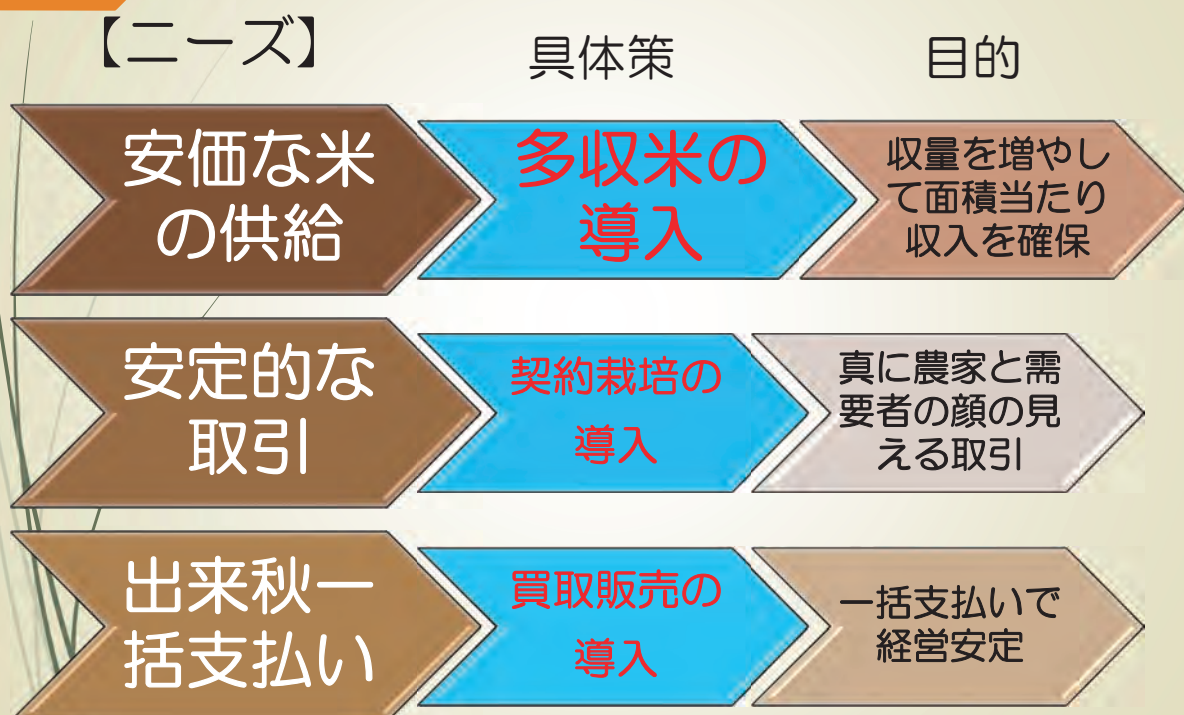 【ニーズ】
具体策
目的
安価な米
の供給
多収米の
導入
収量を増やし
て面積当たり
収入を確保
安定的な
取引
契約栽培の
導入
真に農家と需
要者の顔の見
える取引
出来秋一
括支払い
買取販売の
導入
一括支払いで
経営安定